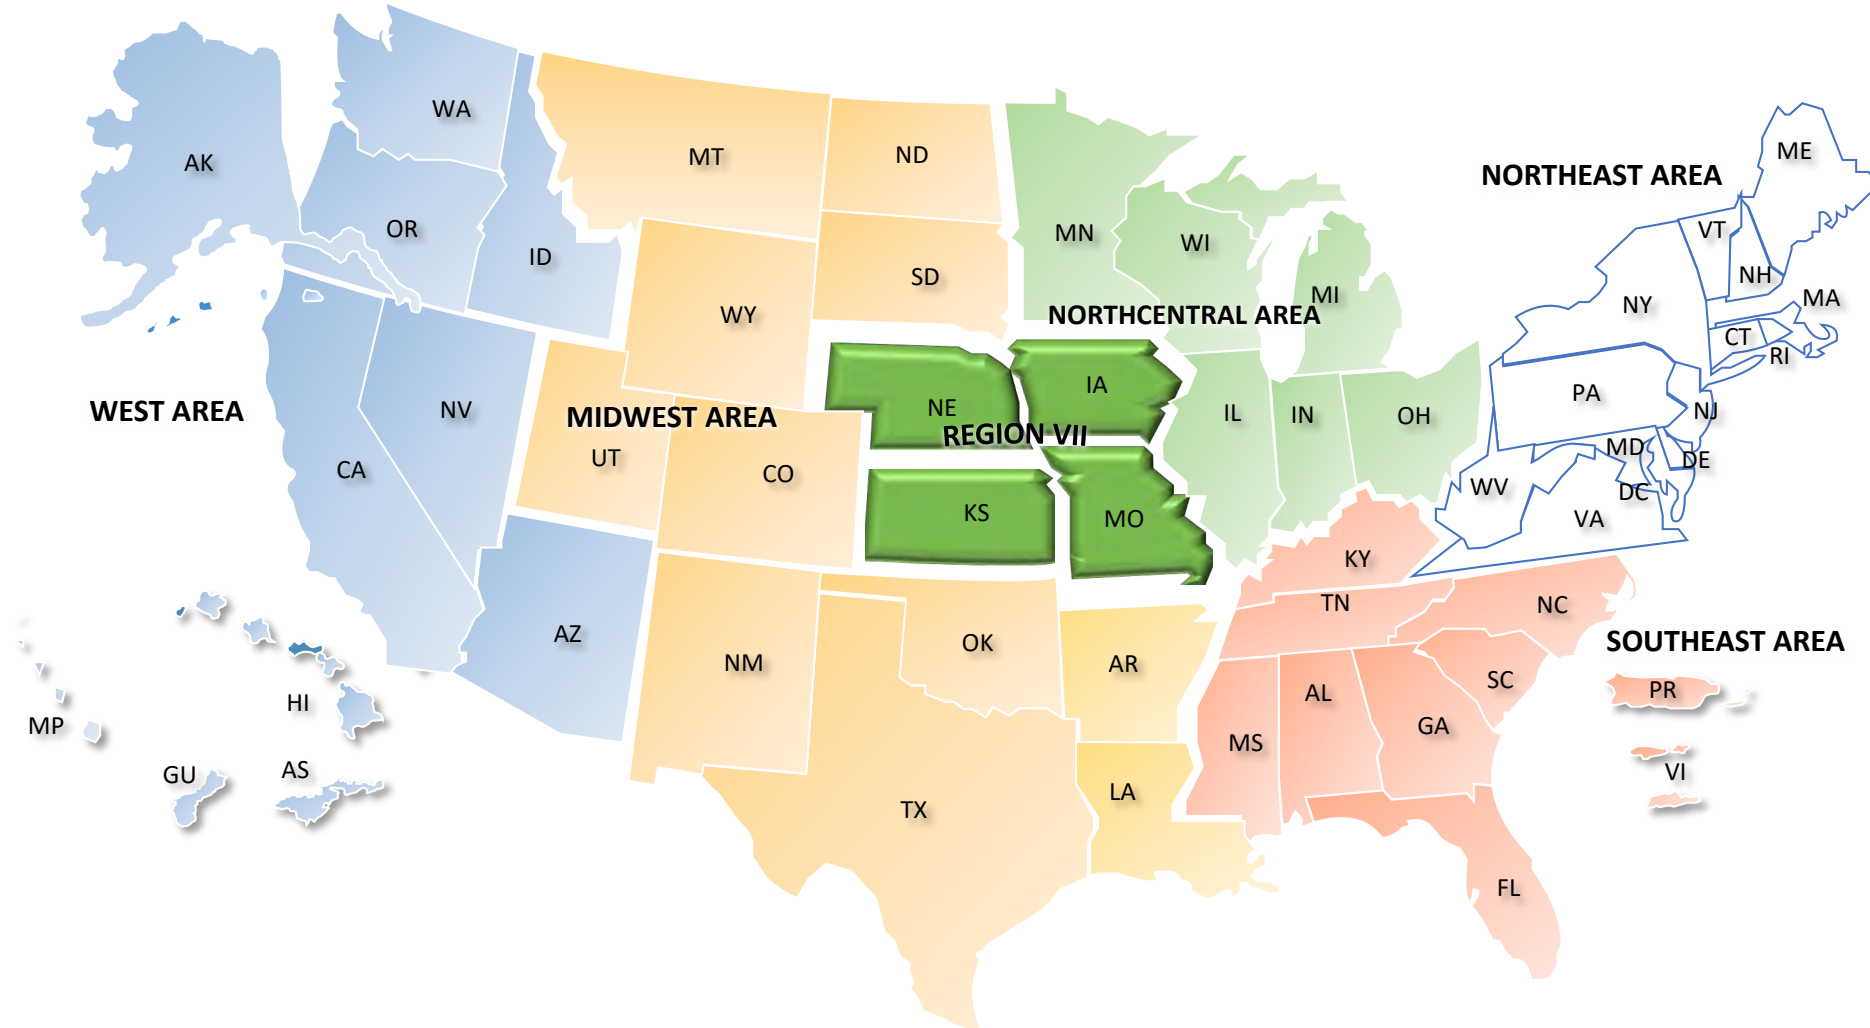 WA
ME
ND
MT
AK
NORTHEAST AREA
OR
VT
MN
WI
ID
SD
NH
MI
MA
NY
WY
NORTHCENTRAL AREA
CT
RI
IA
PA
NE
NV
WEST AREA
MIDWEST AREA
IL
IN
OH
NJ
REGION VII
MD
UT
DE
CA
CO
WV
DC
KS
MO
VA
KY
TN
NC
AZ
OK
SOUTHEAST AREA
NM
AR
SC
PR
AL
HI
MP
GA
MS
AS
GU
VI
LA
TX
FL